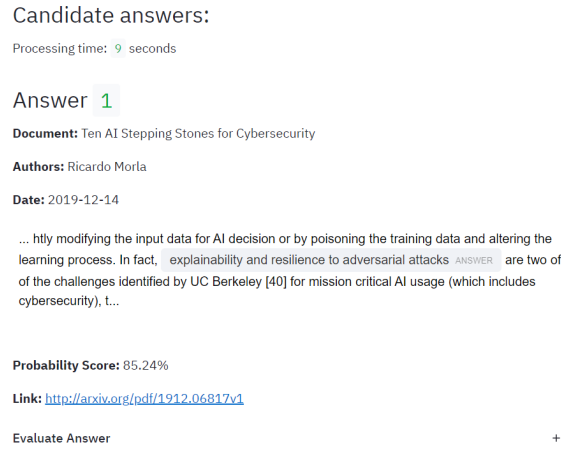 Candidate answers:
Processing time: 9 seconds
Answer 1
Document: Ten AI Stepping Stones for Cybersecurity
Authors: Ricardo Morla
Date: 2019-12-14
... htly modifying the input data for AI decision or by poisoning the training data and altering the
learning process. In fact, explainability and resilience to adversarial attacks ANSWER are two of
of the challenges identified by UC Berkeley [40] for mission critical AI usage (which includes
cybersecurity), t...
Probability Score: 85.24%
Link: http://arxiv.org/pdf/1912.06817v1
Evaluate Answer +